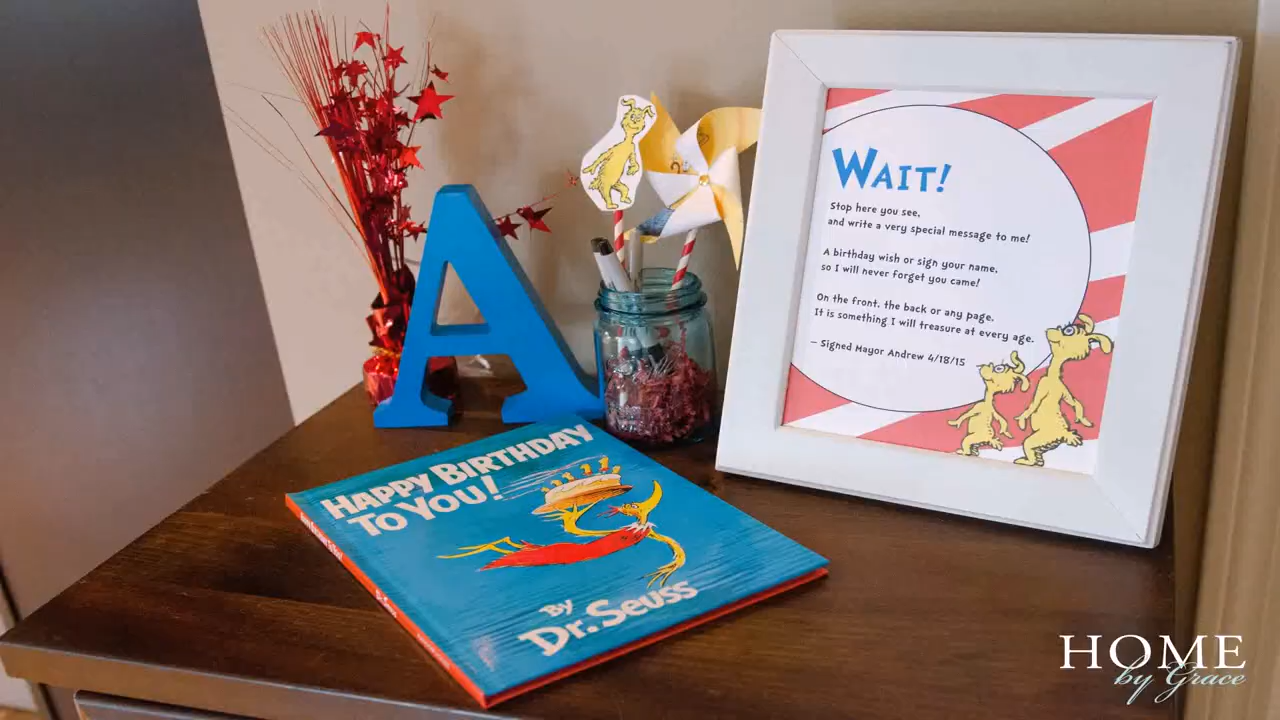 A
WAIT!
Stop here you see,
and write a very special message to me!
A birthday wish or sign your name,
so I will never forget you came!
On the front, the back or any page.
It is something I will treasure at every age.
– Signed Mayor Andrew 4/18/15
HAPPY BIRTHDAY
TO YOU!
By
Dr. Seuss
HOME
by Grace